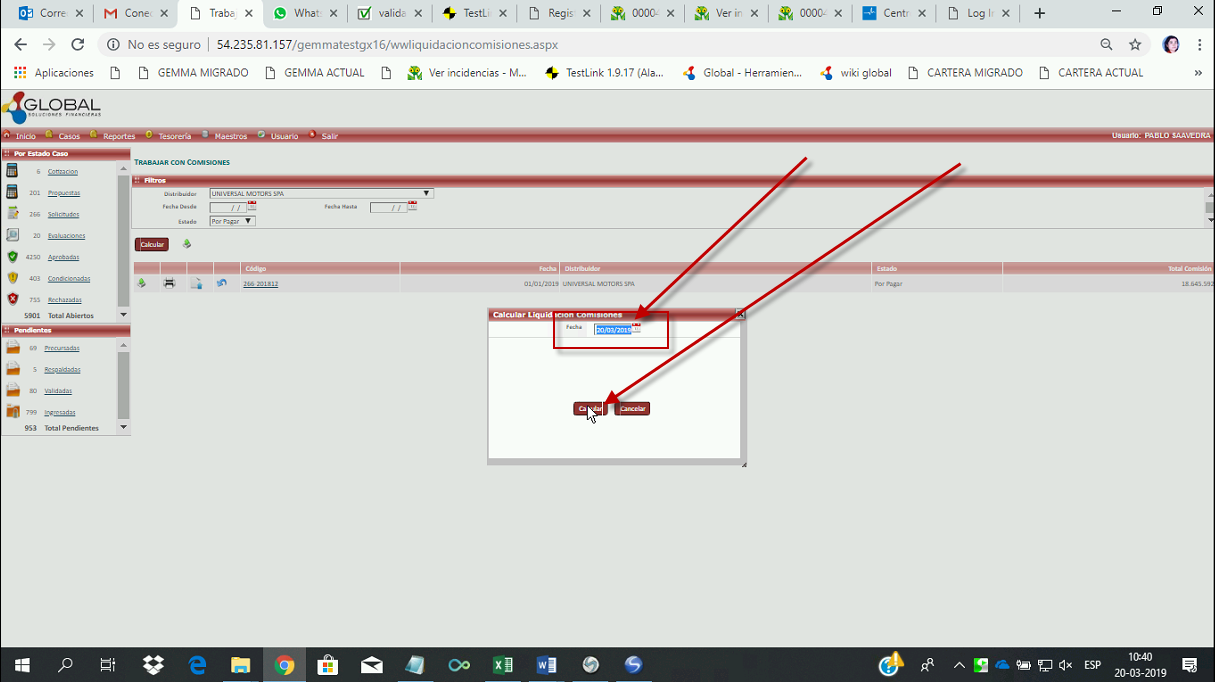 Correo
Conec
Traba
Whats
valida
TestLi
Regis
0000
Ver in
0000
Centr
Log I
No es seguro | 54.235.81.157/gemmatestgx16/wwliquidacioncomisiones.aspx
Aplicaciones GEMMA MIGRADO GEMMA ACTUAL Ver incidencias - M... TestLink 1.9.17 (Ala... Global - Herramien... wiki global CARTERA MIGRADO CARTERA ACTUAL »
GLOBAL
SOLUCIONES FINANCIERAS
Inicio Casos Reportes Tesorería Maestros Usuario Salir Usuario: PABLO SAAVEDRA
Por Estado Caso
6 Cotizacion
201 Propuestas
266 Solicitudes
20 Evaluaciones
4250 Aprobadas
403 Condicionadas
755 Rechazadas
5901 Total Abiertos
Pendientes
69 Precursadas
5 Respaldadas
80 Validadas
799 Ingresadas
953 Total Pendientes
TRABAJAR CON COMISIONES
Filtros
Distribuidor UNIVERSAL MOTORS SPA
Fecha Desde / / Fecha Hasta / /
Estado Por Pagar
Calcular
Código Fecha Distribuidor Estado Total Comisión
266-201812 01/01/2019 UNIVERSAL MOTORS SPA Por Pagar 18.645.592
Calcular Liquidación Comisiones
Fecha 20/03/2019
Calcular Cancelar
ESP
10:40
20-03-2019